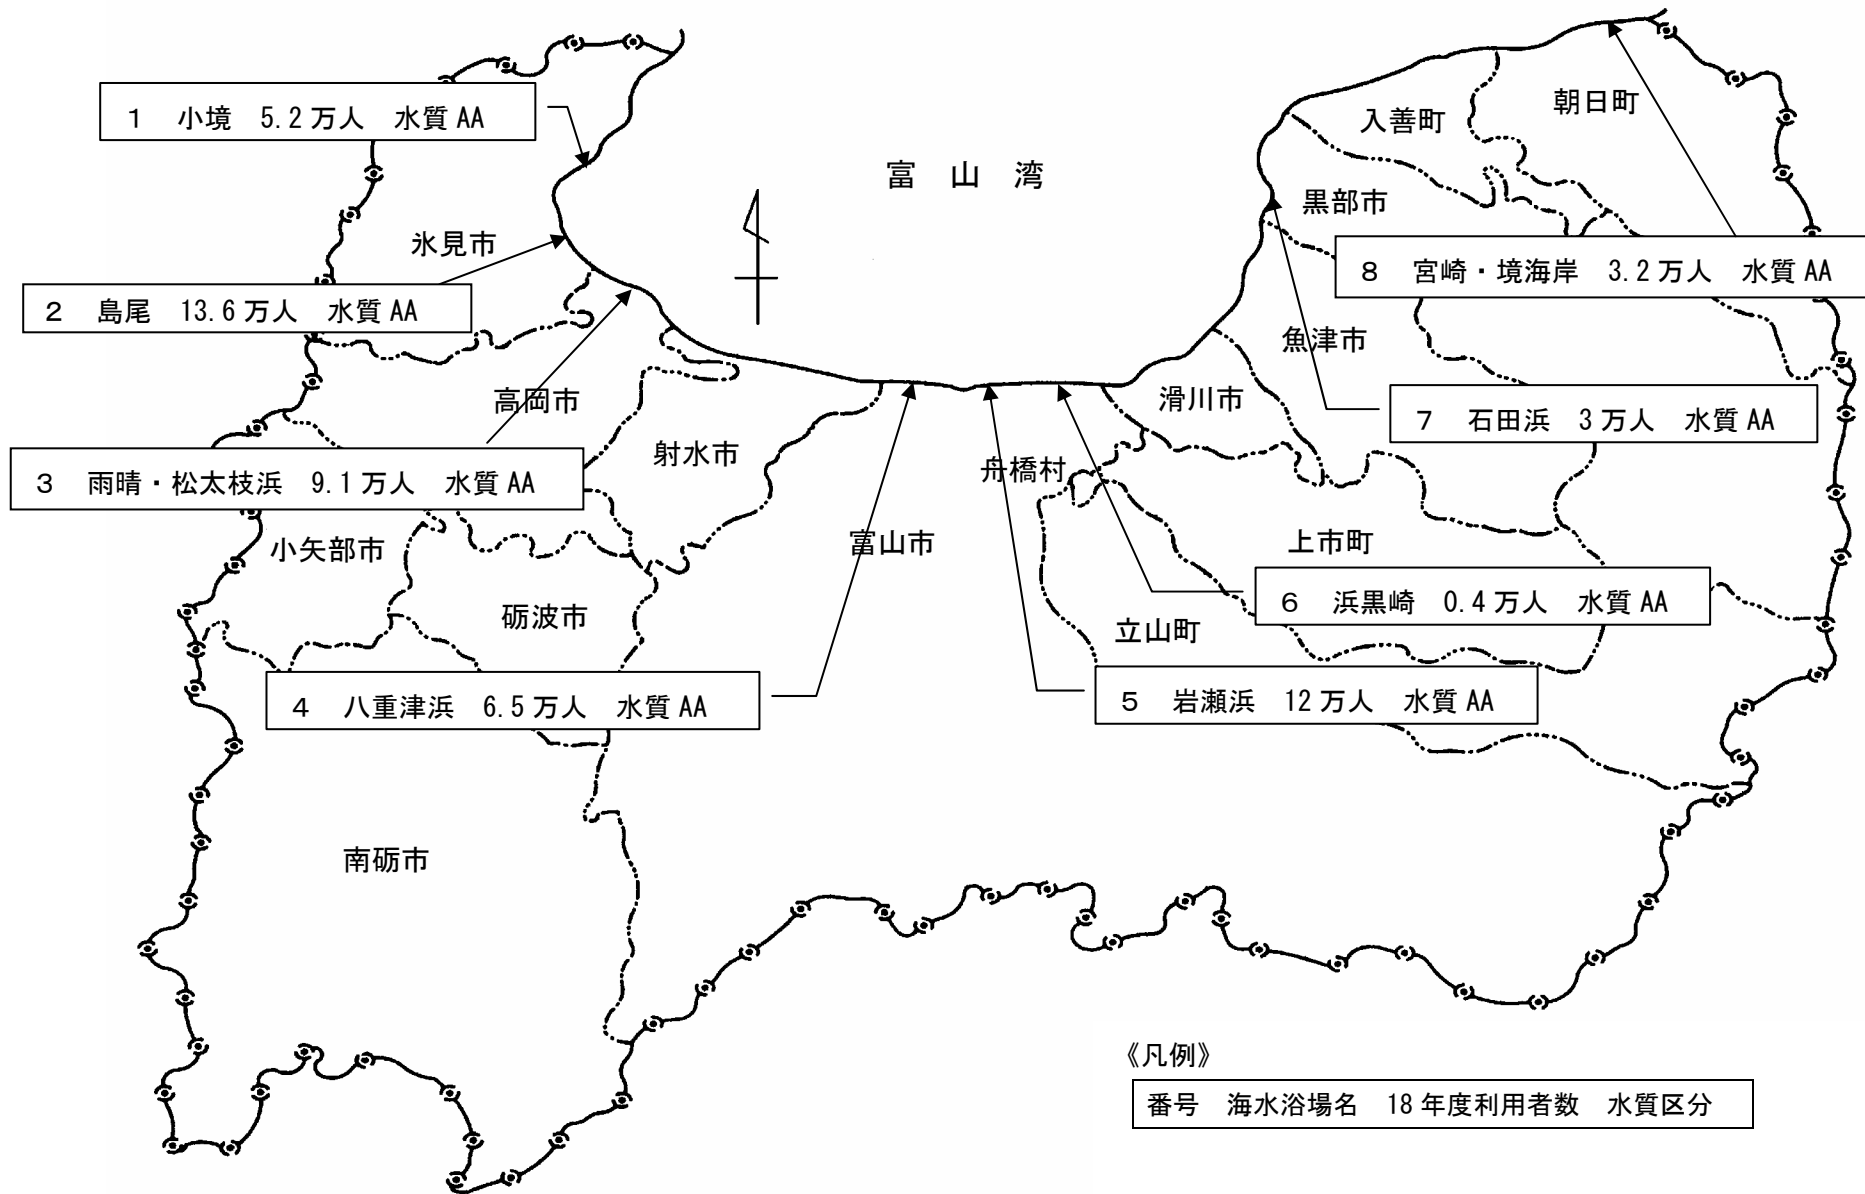 1　小境　5.2万人　水質AA
富　山　湾
入善町
朝日町
黒部市
氷見市
8　宮崎・境海岸　3.2万人　水質AA
2　島尾　13.6万人　水質AA
魚津市
高岡市
滑川市
7　石田浜　3万人　水質AA
射水市
舟橋村
3　雨晴・松太枝浜　9.1万人　水質AA
小矢部市
富山市
上市町
砺波市
6　浜黒崎　0.4万人　水質AA
立山町
4　八重津浜　6.5万人　水質AA
5　岩瀬浜　12万人　水質AA
南砺市
《凡例》
番号　海水浴場名　18年度利用者数　水質区分